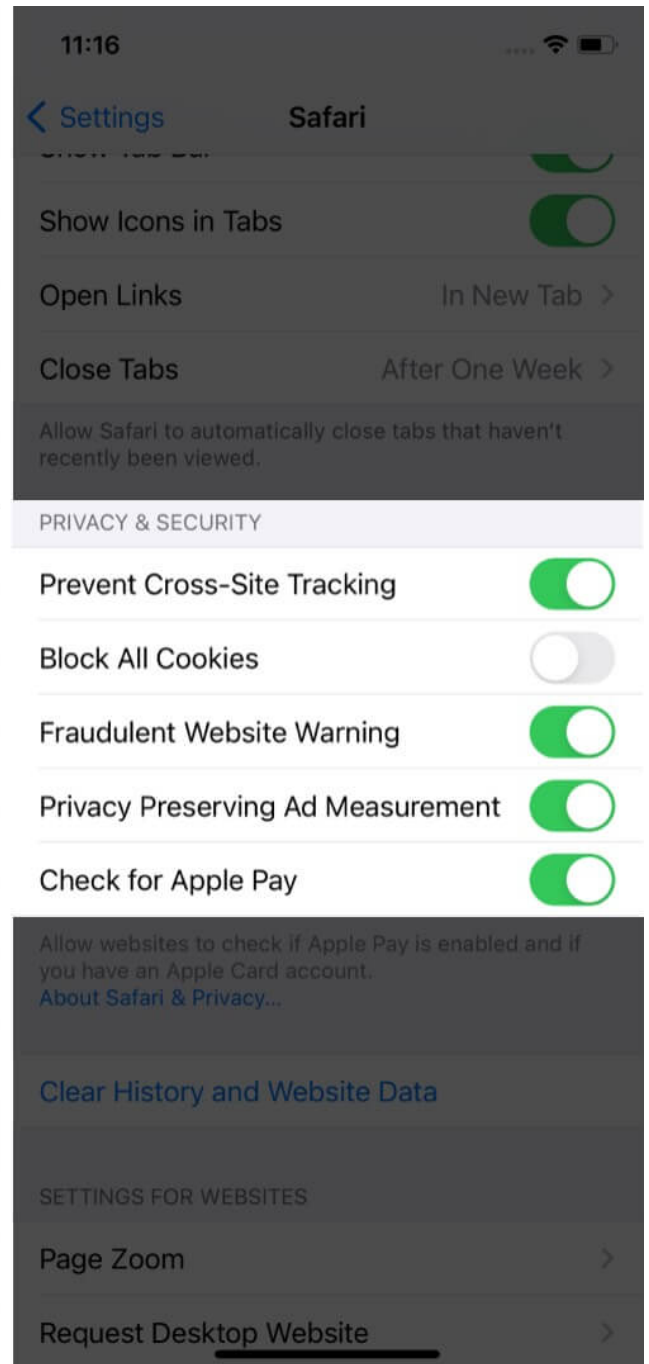 11:16
Settings
Safari
Show Tab Bar
Show Icons in Tabs
Open Links In New Tab >
Close Tabs After One Week >
Allow Safari to automatically close tabs that haven't
recently been viewed.
PRIVACY & SECURITY
Prevent Cross-Site Tracking
Block All Cookies
Fraudulent Website Warning
Privacy Preserving Ad Measurement
Check for Apple Pay
Allow websites to check if Apple Pay is enabled and if
you have an Apple Card account.
About Safari & Privacy...
Clear History and Website Data
SETTINGS FOR WEBSITES
Page Zoom >
Request Desktop Website >